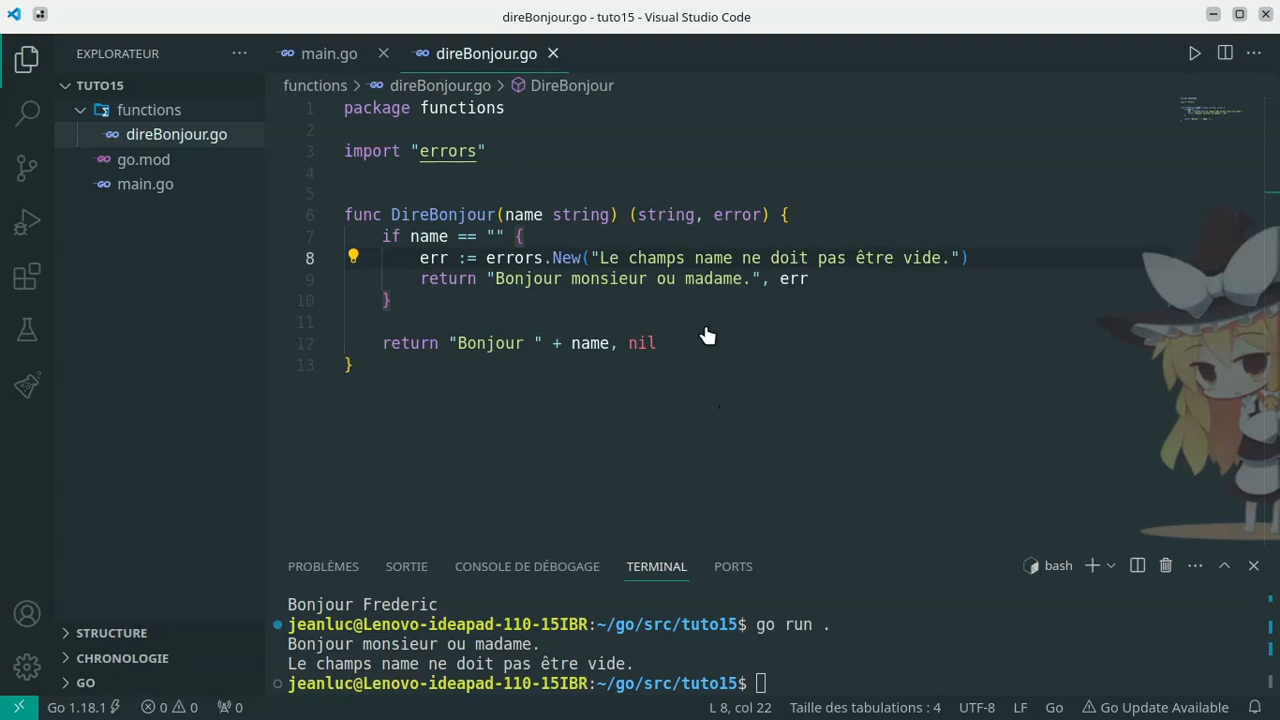 direBonjour.go - tuto15 - Visual Studio Code
EXPLORATEUR
TUTO15
functions
direBonjour.go
go.mod
main.go
STRUCTURE
CHRONOLOGIE
GO
main.go
direBonjour.go
functions > direBonjour.go > DireBonjour
1 package functions
2
3 import "errors"
4
5
6 func DireBonjour(name string) (string, error) {
7 if name == "" {
8 err := errors.New("Le champs name ne doit pas être vide.")
9 return "Bonjour monsieur ou madame.", err
10 }
11
12 return "Bonjour " + name, nil
13 }
PROBLÈMES SORTIE CONSOLE DE DÉBOGAGE TERMINAL PORTS bash
Bonjour Frederic
jeanluc@Lenovo-ideapad-110-15IBR:~/go/src/tuto15$ go run .
Bonjour monsieur ou madame.
Le champs name ne doit pas être vide.
jeanluc@Lenovo-ideapad-110-15IBR:~/go/src/tuto15$
Go 1.18.1 0 0 0 L 8, col 22 Taille des tabulations : 4 UTF-8 LF Go Go Update Available